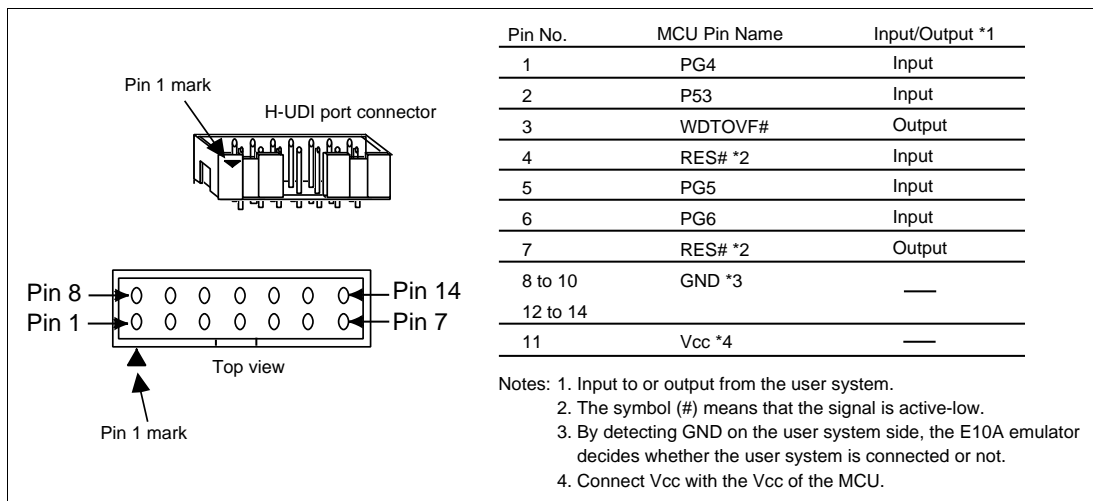 Pin 1 mark
H-UDI port connector
Pin 8
Pin 14
Pin 1
Pin 7
Top view
Pin 1 mark
Pin No. MCU Pin Name Input/Output *1
1 PG4 Input
2 P53 Input
3 WDTOVF# Output
4 RES# *2 Input
5 PG5 Input
6 PG6 Input
7 RES# *2 Output
8 to 10 GND *3 —
12 to 14
11 Vcc *4 —
Notes: 1. Input to or output from the user system.
2. The symbol (#) means that the signal is active-low.
3. By detecting GND on the user system side, the E10A emulator
decides whether the user system is connected or not.
4. Connect Vcc with the Vcc of the MCU.